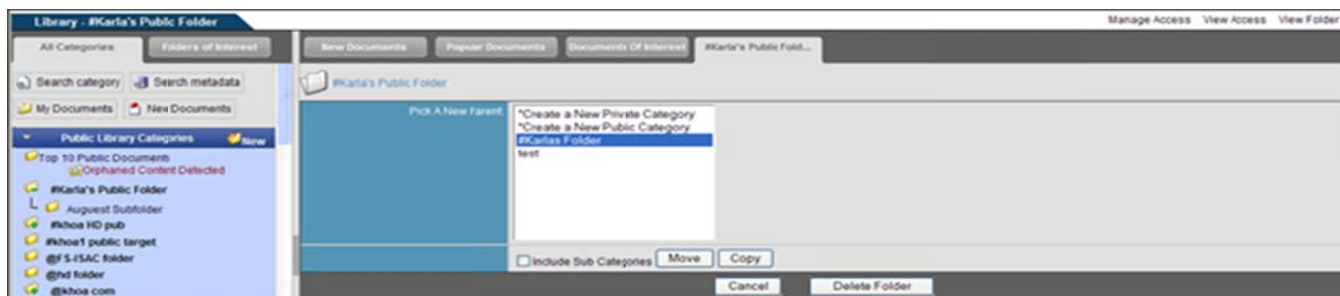 Library - #Karla's Public Folder
Manage Access View Access View Folder
All Categories
Folders of Interest
New Documents
Popular Documents
Documents Of Interest
#Karla's Public Fold...
Search category
Search metadata
#Karla's Public Folder
My Documents
New Documents
Pick A New Parent
*Create a New Private Category
*Create a New Public Category
#Karlas Folder
test
Public Library Categories
New
Top 10 Public Documents
Orphaned Content Detected
#Karla's Public Folder
Auguest Subfolder
#khoa HD pub
#khoa1 public target
@FS-ISAC folder
@hd folder
@khoa com
Include Sub Categories
Move
Copy
Cancel
Delete Folder